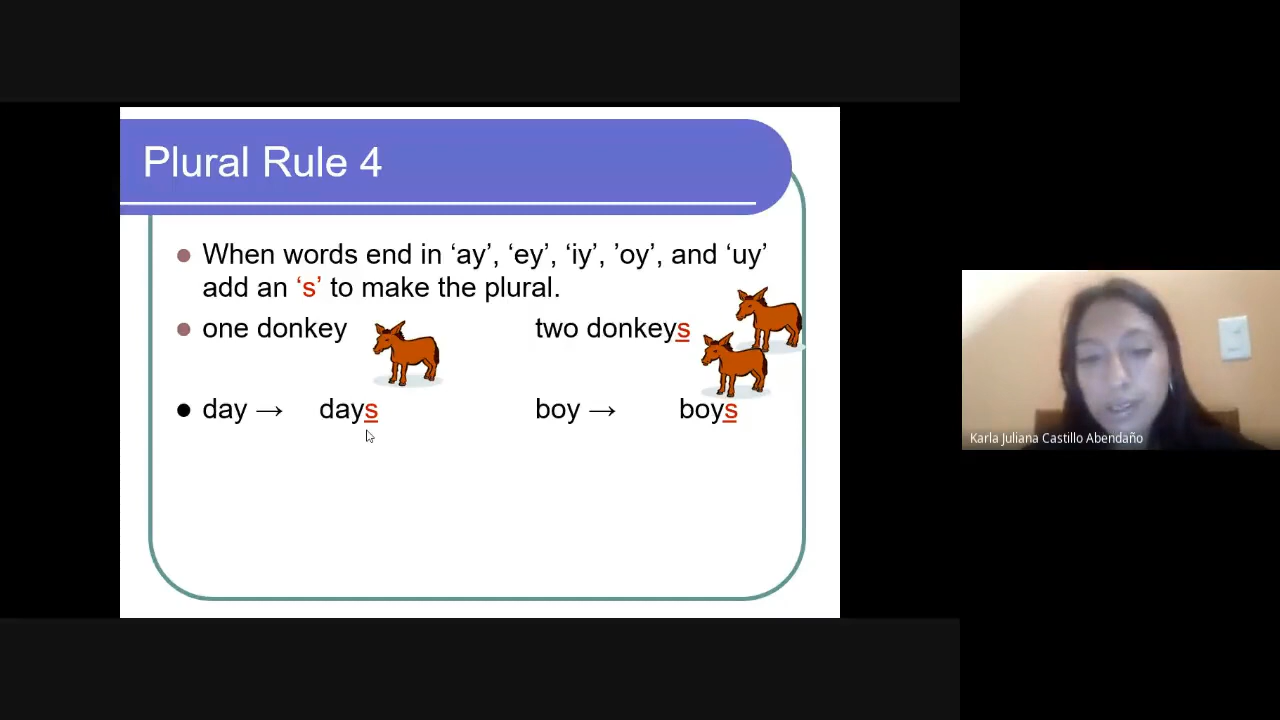 Plural Rule 4
When words end in ‘ay’, ‘ey’, ‘iy’, ’oy’, and ‘uy’
add an ‘s’ to make the plural.
one donkey two donkeys
day → days boy → boys
Karla Juliana Castillo Abendaño